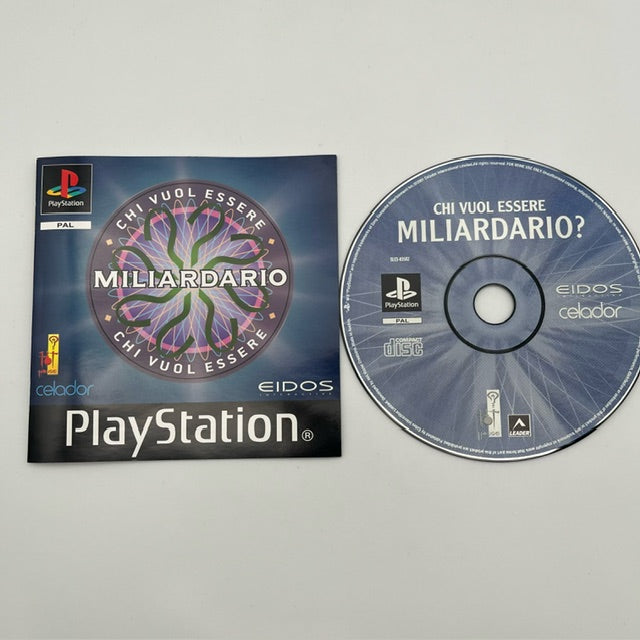 PlayStation
PAL
CHI VUOL ESSERE
MILIARDARIO
CHI VUOL ESSERE
celador
EIDOS
INTERACTIVE
PlayStation®
CHI VUOL ESSERE
MILIARDARIO?
PlayStation
PAL
COMPACT
disc
EIDOS
INTERACTIVE
celador
LEADER